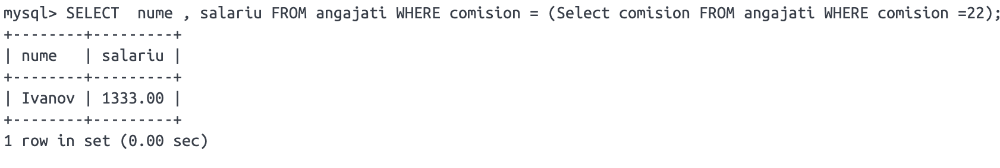 mysql> SELECT  nume , salariu FROM angajati WHERE comision = (Select comision FROM angajati WHERE comision =22);
+--------+---------+
| nume   | salariu |
+--------+---------+
| Ivanov | 1333.00 |
+--------+---------+
1 row in set (0.00 sec)